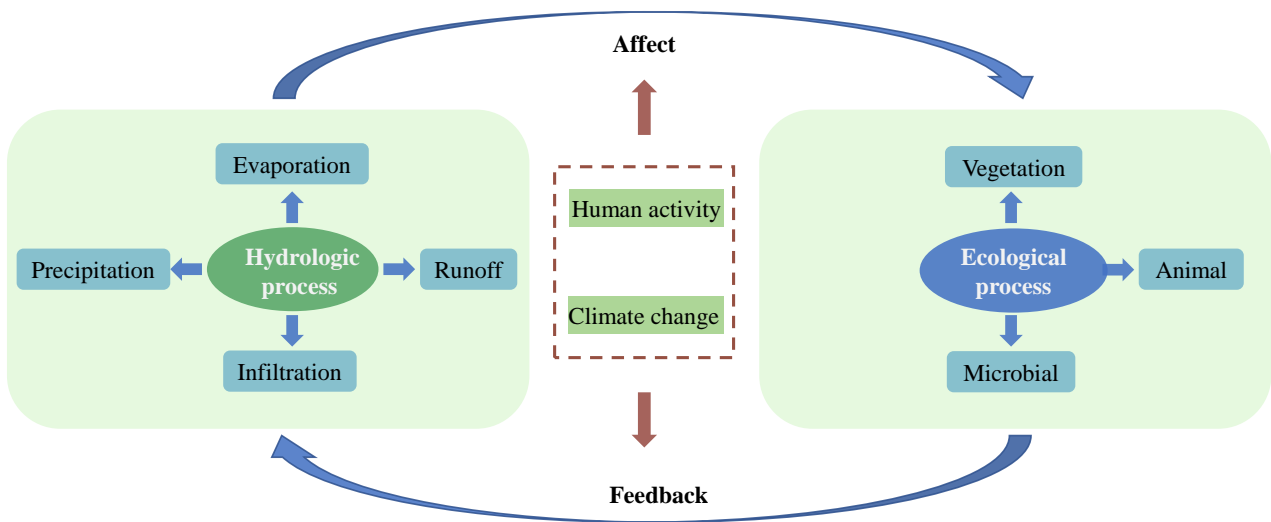 Affect
Evaporation
Precipitation
Hydrologic
process
Runoff
Infiltration
Human activity
Climate change
Vegetation
Ecological
process
Animal
Microbial
Feedback